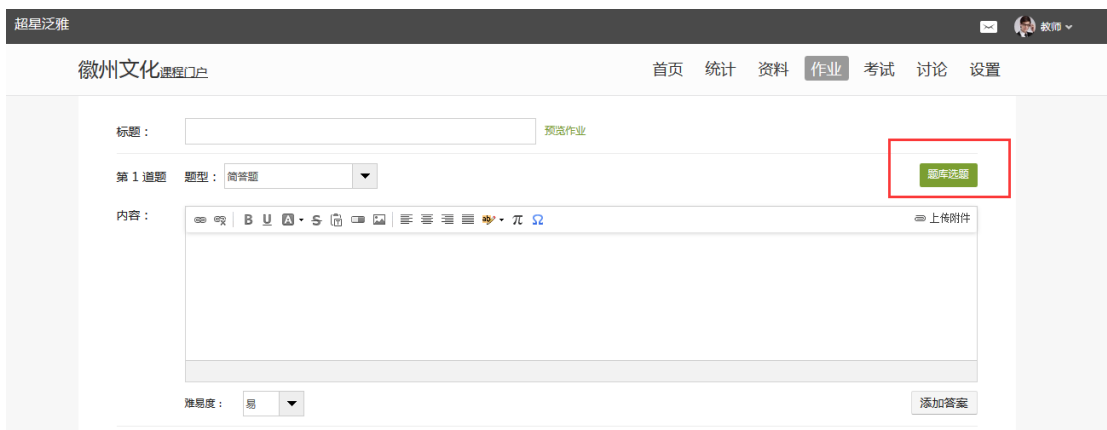 超星泛雅 教师
徽州文化课程门户 首页 统计 资料 作业 考试 讨论 设置
标题： 预览作业
第 1 道题 题型： 简答题 题库选题
内容： B U A S π Ω 上传附件
难易度： 易 添加答案